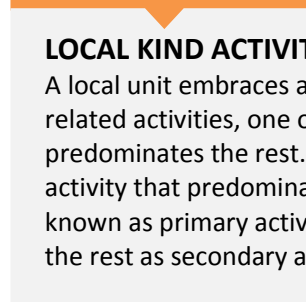 LOCAL KIND ACTIVI
A local unit embraces a
related activities, one
predominates the rest.
activity that predomina
known as primary activ
the rest as secondary a